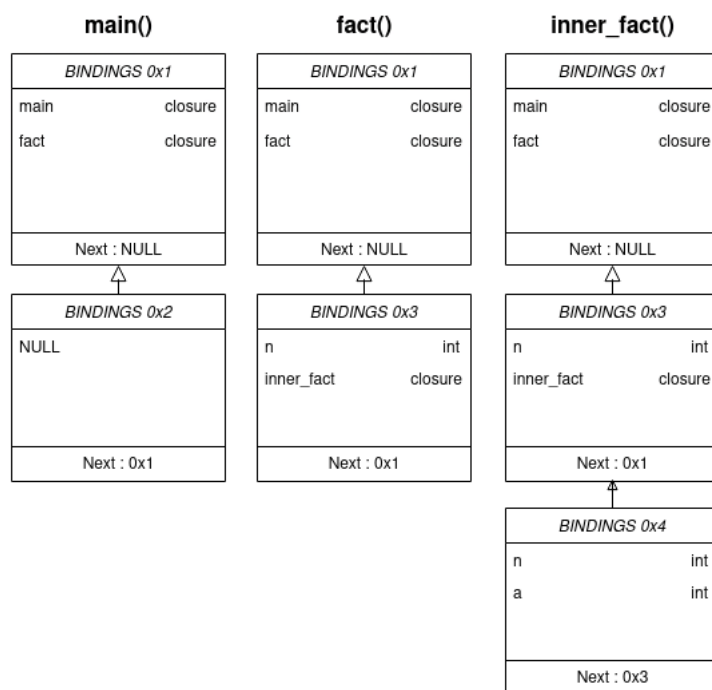 main()
BINDINGS 0x1
main closure
fact closure
Next : NULL
BINDINGS 0x2
NULL
Next : 0x1
fact()
BINDINGS 0x1
main closure
fact closure
Next : NULL
BINDINGS 0x3
n int
inner_fact closure
Next : 0x1
inner_fact()
BINDINGS 0x1
main closure
fact closure
Next : NULL
BINDINGS 0x3
n int
inner_fact closure
Next : 0x1
BINDINGS 0x4
n int
a int
Next : 0x3